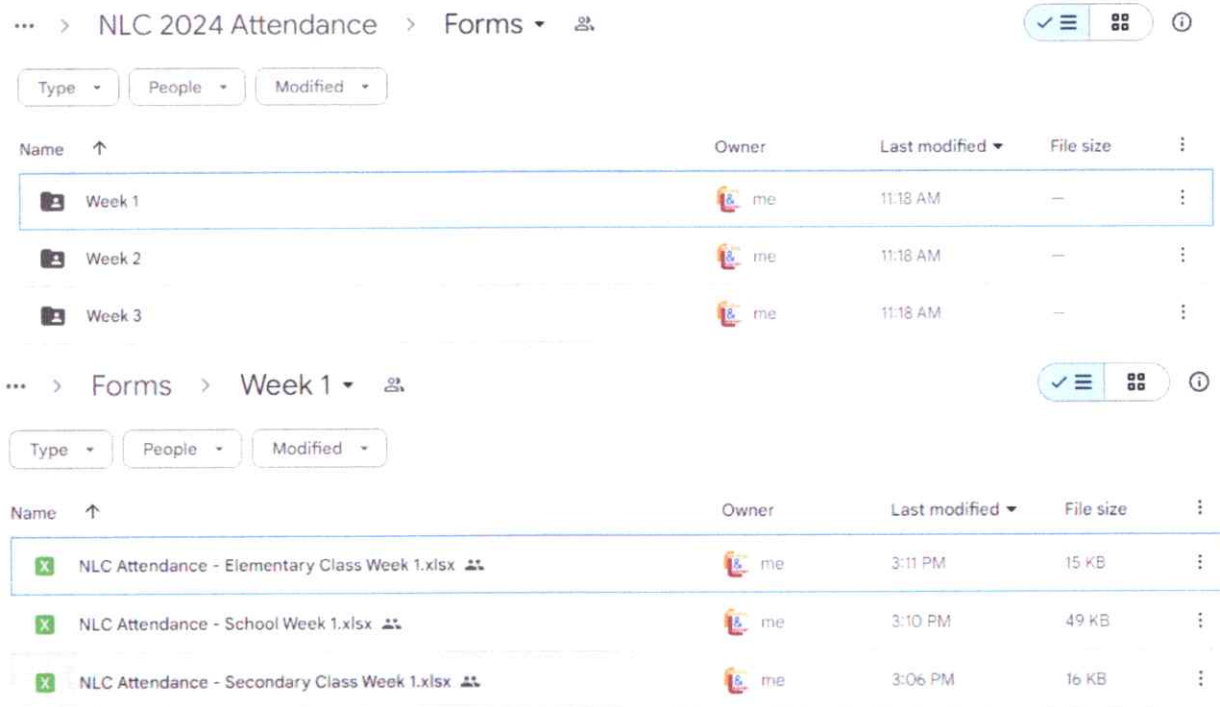 ... > NLC 2024 Attendance > Forms
Type People Modified
Name Owner Last modified File size
Week 1 & me 11:18 AM —
Week 2 & me 11:18 AM —
Week 3 & me 11:18 AM —
... > Forms > Week 1
Type People Modified
Name Owner Last modified File size
X NLC Attendance - Elementary Class Week 1.xlsx & me 3:11 PM 15 KB
X NLC Attendance - School Week 1.xlsx & me 3:10 PM 49 KB
X NLC Attendance - Secondary Class Week 1.xlsx & me 3:06 PM 16 KB